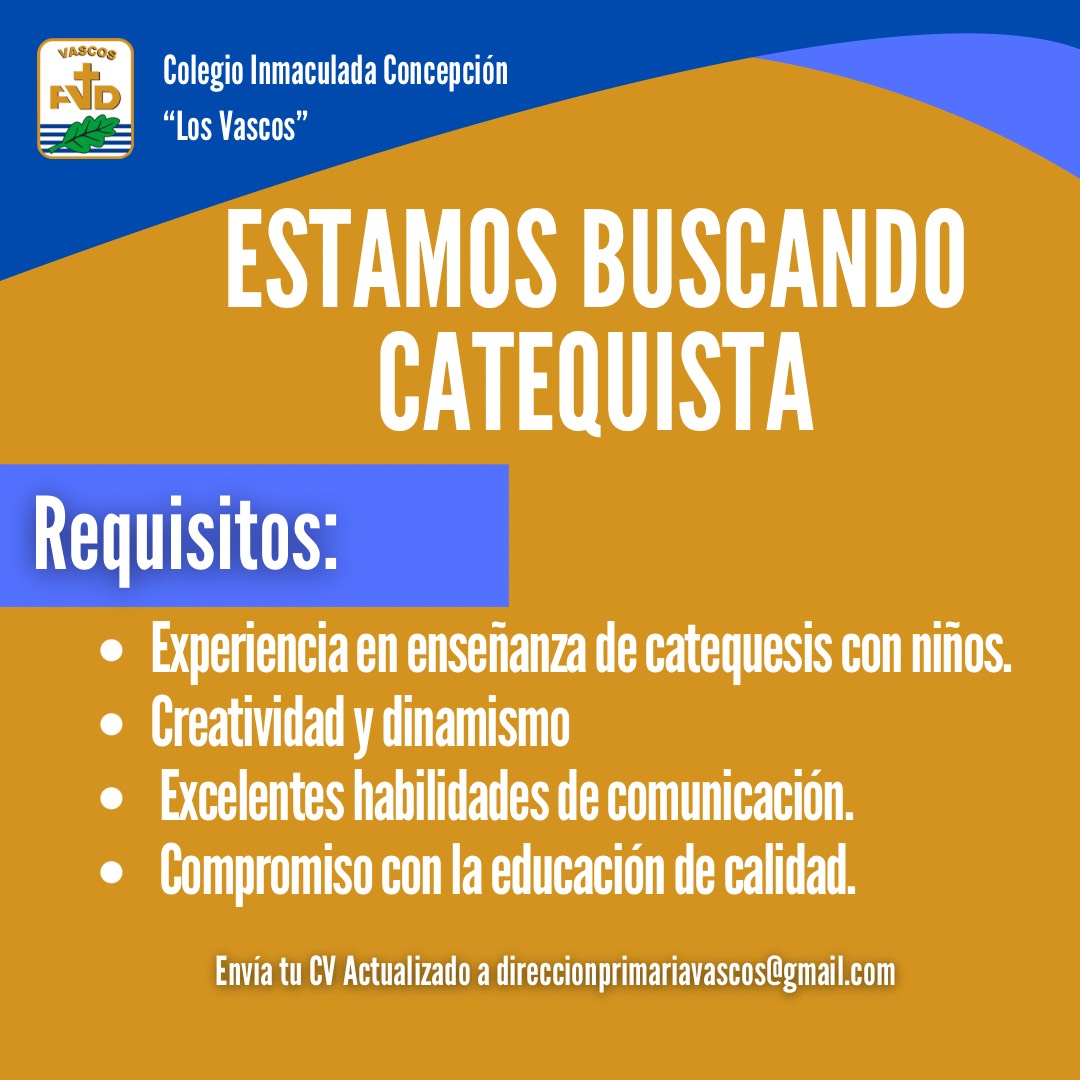 VASCOS
AVD
Colegio Inmaculada Concepción
“Los Vascos”
ESTAMOS BUSCANDO
CATEQUISTA
Requisitos:
• Experiencia en enseñanza de catequesis con niños.
• Creatividad y dinamismo
• Excelentes habilidades de comunicación.
• Compromiso con la educación de calidad.
Envía tu CV Actualizado a direccionprimariavascos@gmail.com